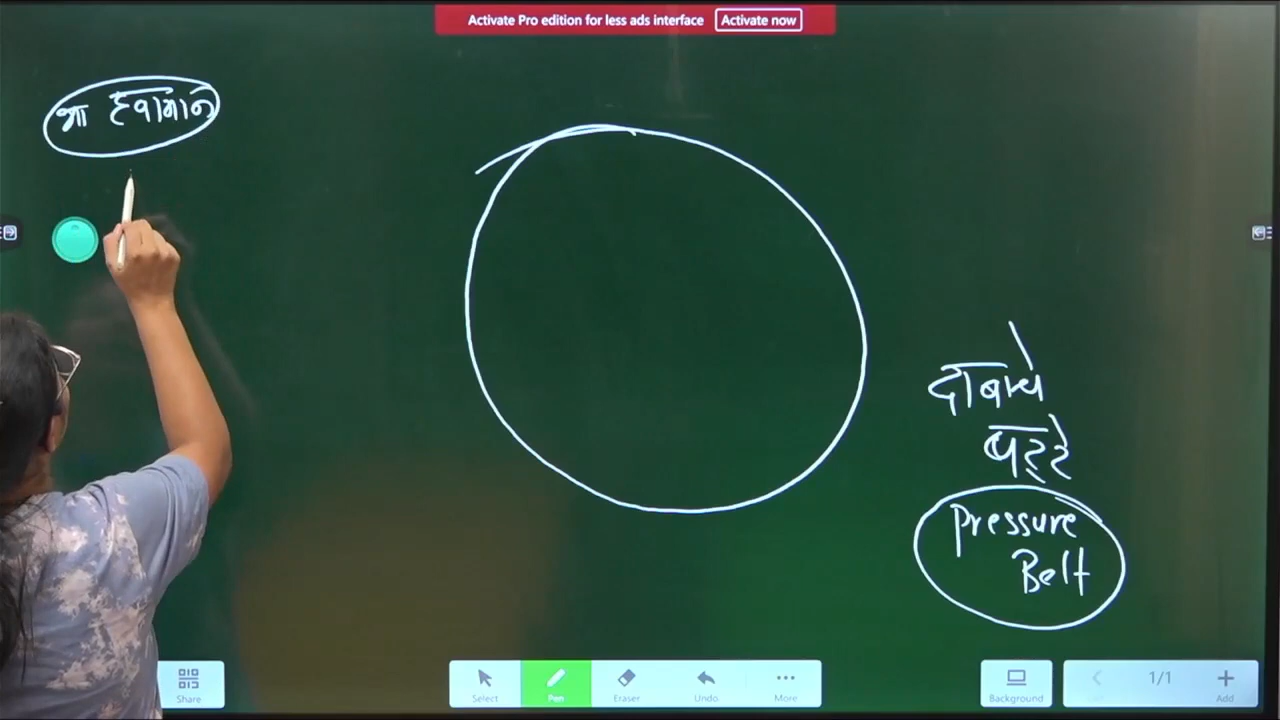 Activate Pro edition for less ads interface Activate now
हवामान
दाबाचे
पट्टे
Pressure
Belt
Share
Select
Pen
Eraser
Undo
More
Background
1/1
Add